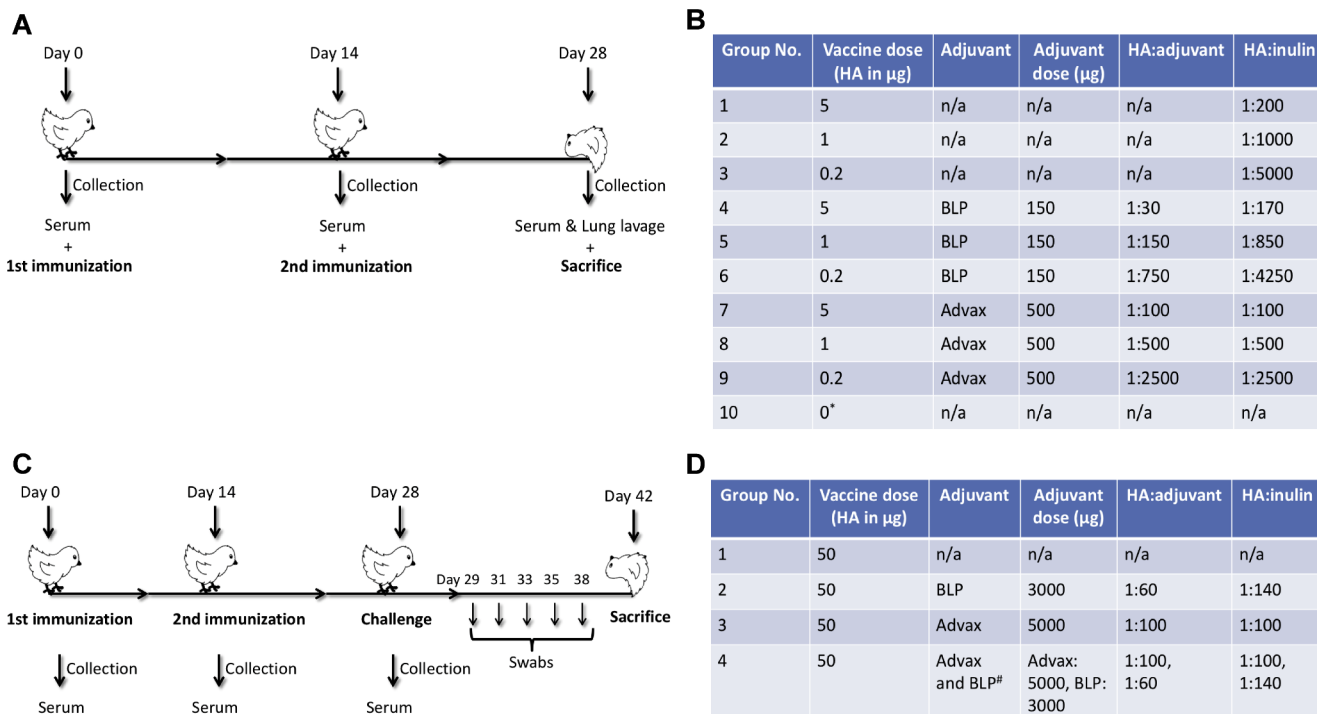 A
Day 0
Day 14
Day 28
Collection
Collection
Collection
Serum
Serum
Serum & Lung lavage
+
+
+
1st immunization
2nd immunization
Sacrifice
B
Group No. Vaccine dose (HA in µg) Adjuvant Adjuvant dose (µg) HA:adjuvant HA:inulin
1 5 n/a n/a n/a 1:200
2 1 n/a n/a n/a 1:1000
3 0.2 n/a n/a n/a 1:5000
4 5 BLP 150 1:30 1:170
5 1 BLP 150 1:150 1:850
6 0.2 BLP 150 1:750 1:4250
7 5 Advax 500 1:100 1:100
8 1 Advax 500 1:500 1:500
9 0.2 Advax 500 1:2500 1:2500
10 0* n/a n/a n/a n/a
C
Day 0
Day 14
Day 28
Day 42
Day 29 31 33 35 38
1st immunization
2nd immunization
Challenge
Sacrifice
Swabs
Collection
Collection
Collection
Serum
Serum
Serum
D
Group No. Vaccine dose (HA in µg) Adjuvant Adjuvant dose (µg) HA:adjuvant HA:inulin
1 50 n/a n/a n/a n/a
2 50 BLP 3000 1:60 1:140
3 50 Advax 5000 1:100 1:100
4 50 Advax and BLP# Advax: 5000, BLP: 3000 1:100, 1:60 1:100, 1:140